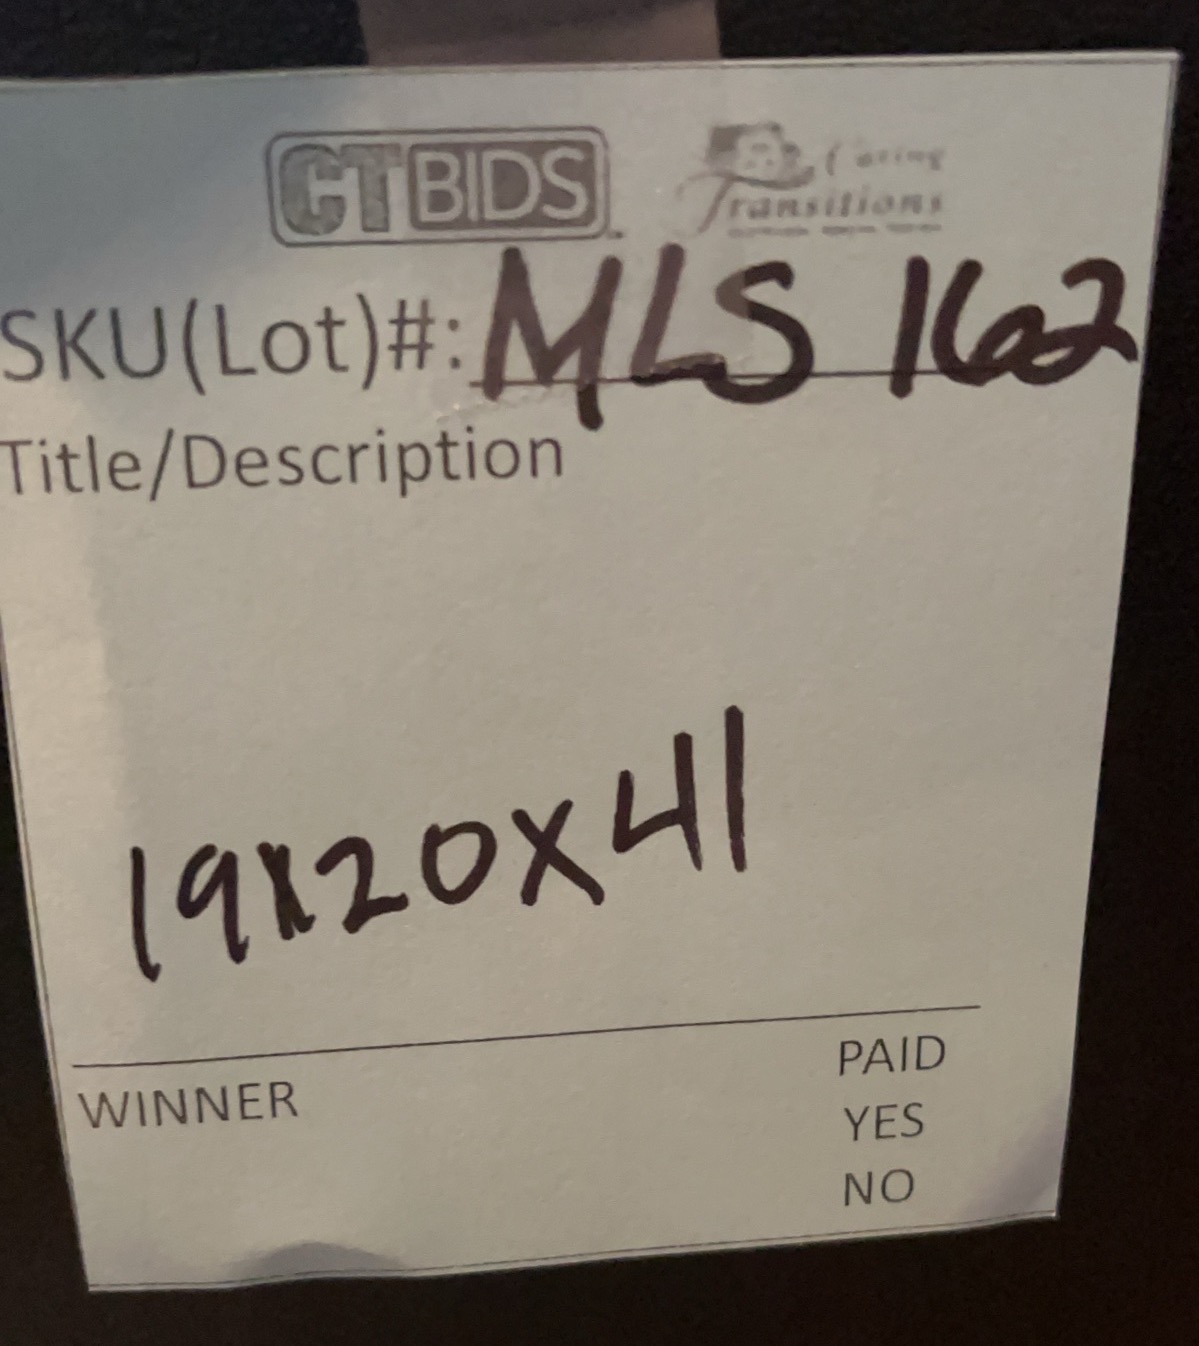 CTBIDS Caring
Transitions
SKU(Lot)#: MLS 162
Title/Description
19x20x41
WINNER PAID
YES
NO